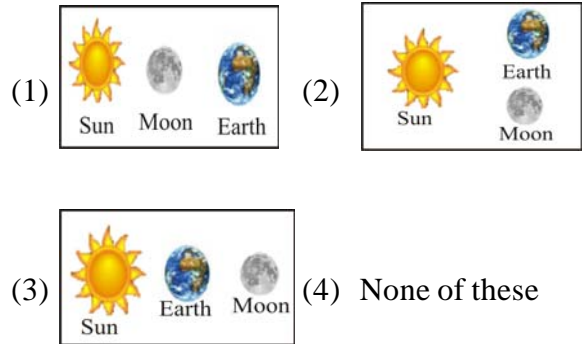 (1) Sun Moon Earth
(2) Sun Earth Moon
(3) Sun Earth Moon
(4) None of these